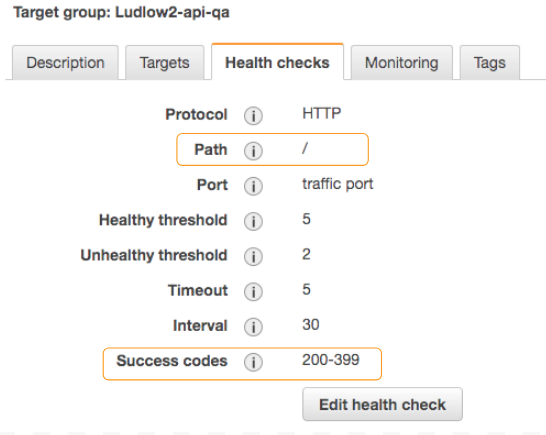 Target group: Ludlow2-api-qa
Description Targets Health checks Monitoring Tags
Protocol i HTTP
Path i /
Port i traffic port
Healthy threshold i 5
Unhealthy threshold i 2
Timeout i 5
Interval i 30
Success codes i 200-399
Edit health check